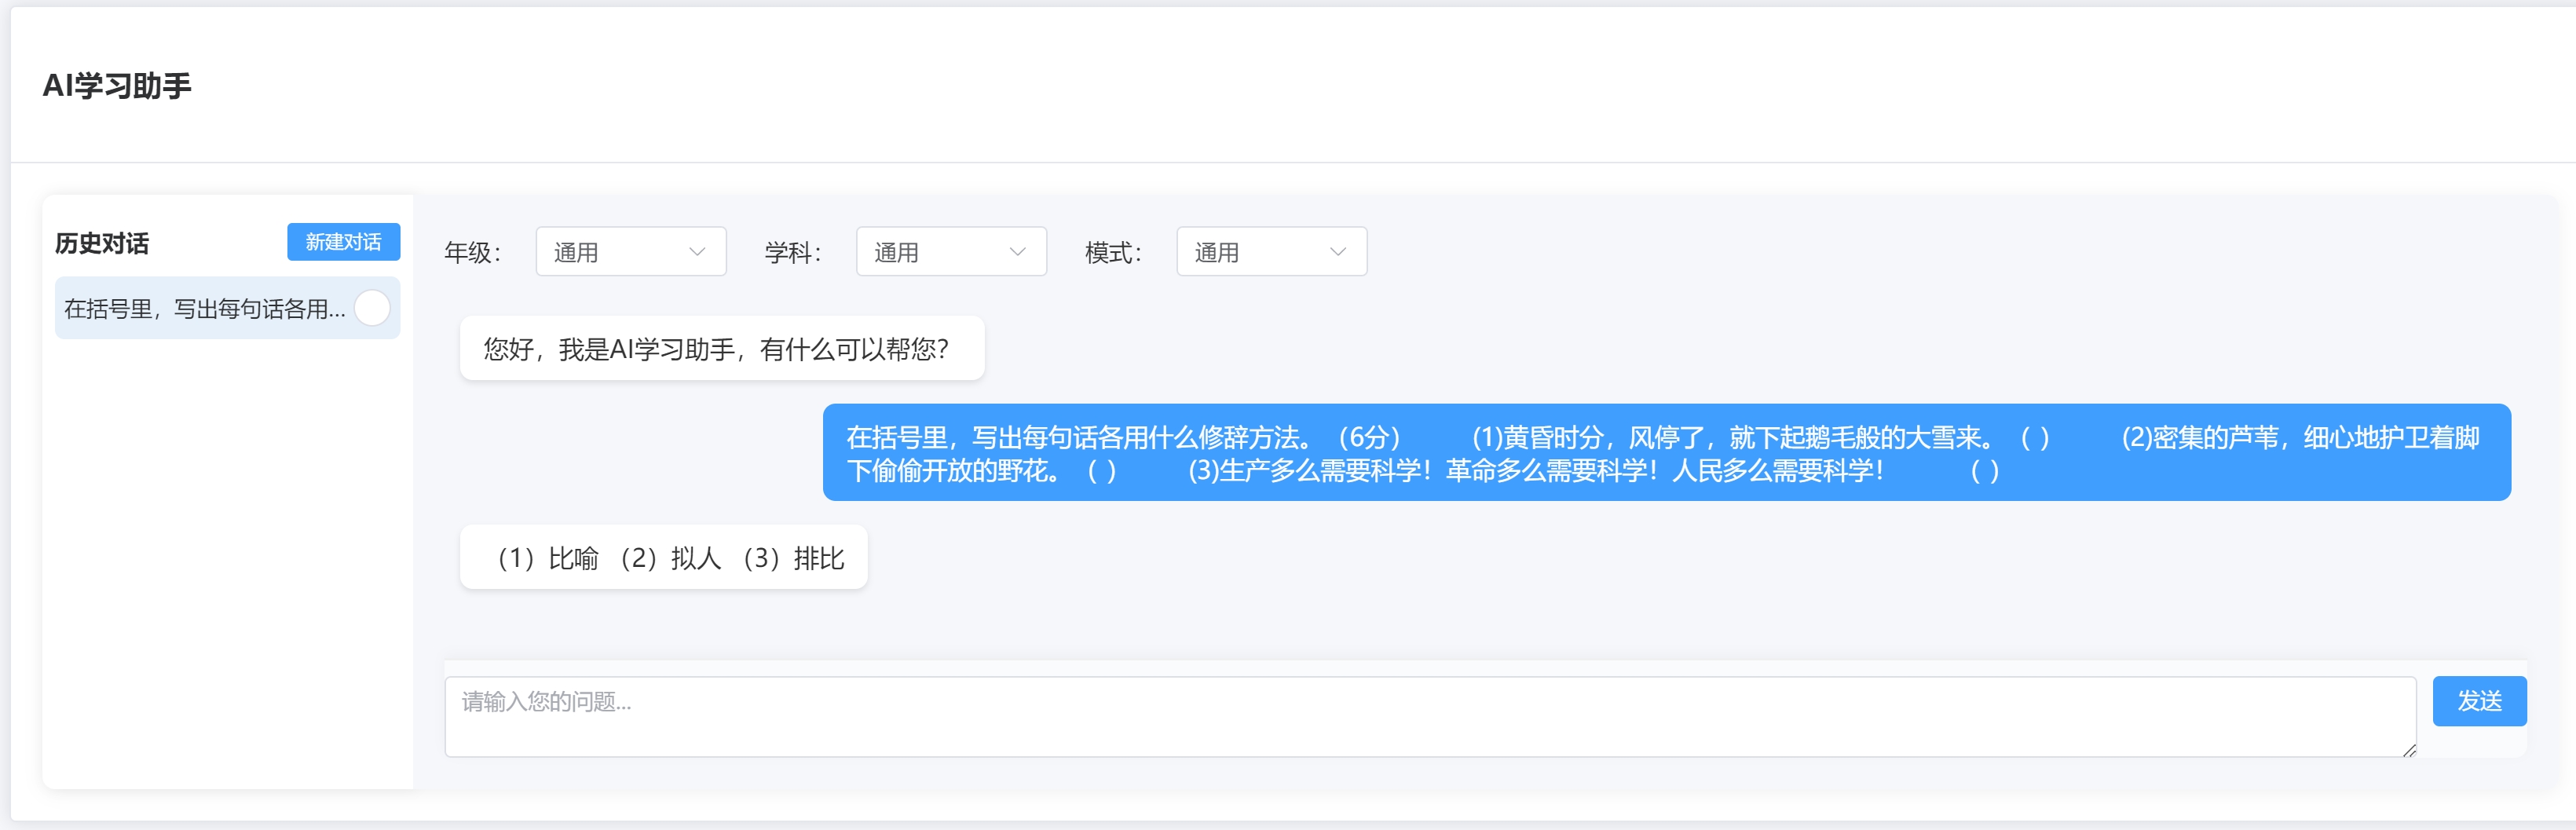 AI学习助手
历史对话
新建对话
在括号里，写出每句话各用...
年级：
通用
学科：
通用
模式：
通用
您好，我是AI学习助手，有什么可以帮您？
在括号里，写出每句话各用什么修辞方法。（6分） (1)黄昏时分，风停了，就下起鹅毛般的大雪来。（ ） (2)密集的芦苇，细心地护卫着脚
下偷偷开放的野花。（ ） (3)生产多么需要科学！革命多么需要科学！人民多么需要科学！ （ ）
（1）比喻 （2）拟人 （3）排比
请输入您的问题...
发送